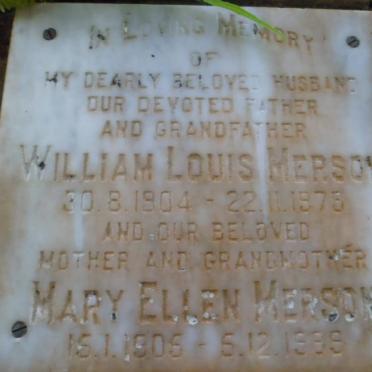 IN LOVING MEMORY
OF
MY DEARLY BELOVED HUSBAND
OUR DEVOTED FATHER
AND GRANDFATHER
WILLIAM LOUIS MERSON
30.8.1904 - 22.11.1973
AND OUR BELOVED
MOTHER AND GRANDMOTHER
MARY ELLEN MERSON